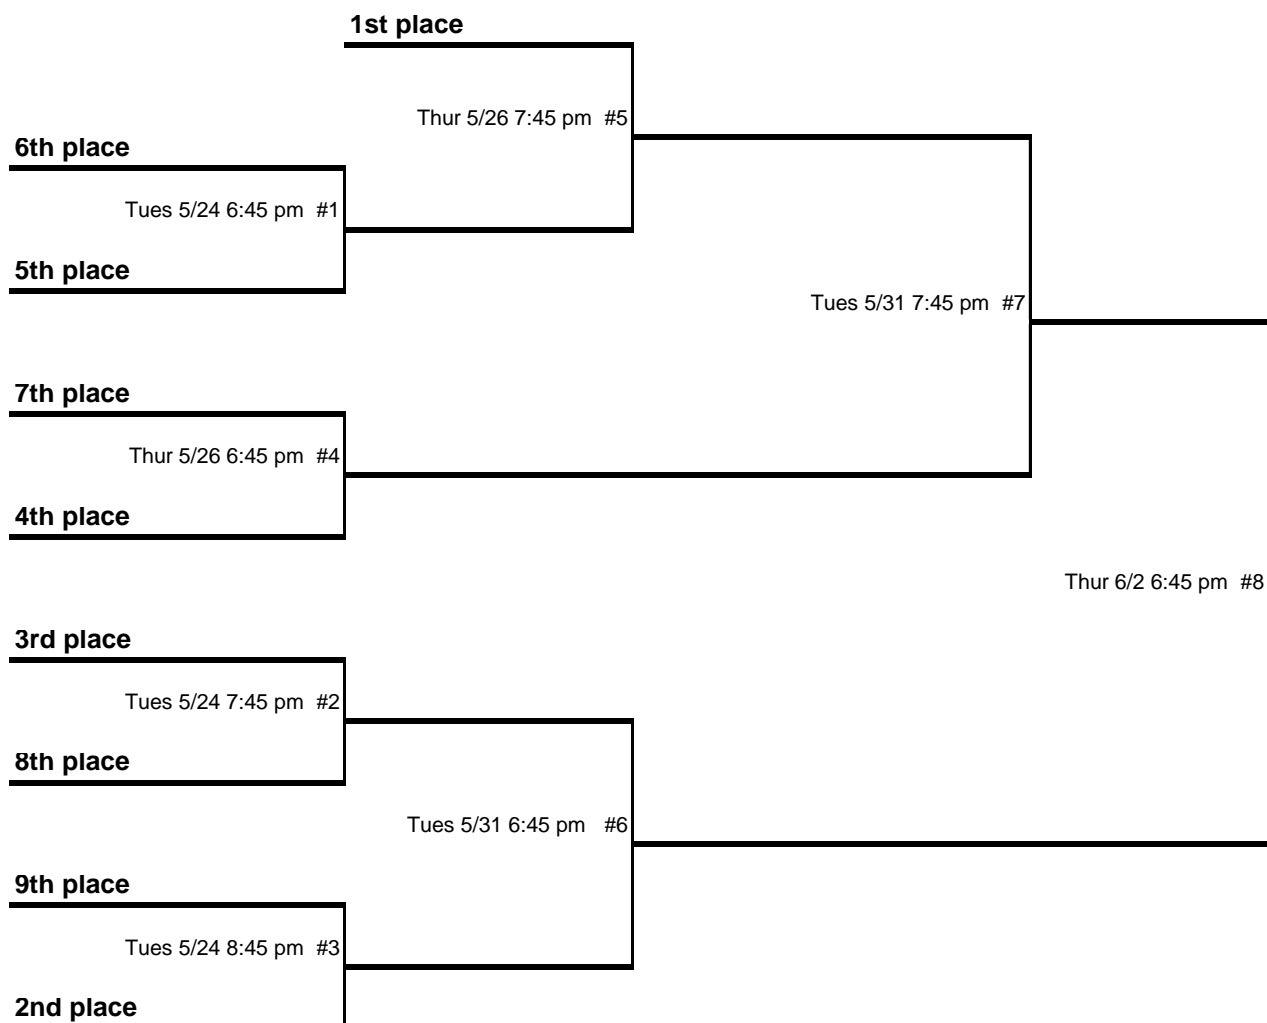 1st place
Thur 5/26 7:45 pm #5
6th place
Tues 5/24 6:45 pm #1
5th place
Tues 5/31 7:45 pm #7
7th place
Thur 5/26 6:45 pm #4
4th place
Thur 6/2 6:45 pm #8
3rd place
Tues 5/24 7:45 pm #2
8th place
Tues 5/31 6:45 pm #6
9th place
Tues 5/24 8:45 pm #3
2nd place